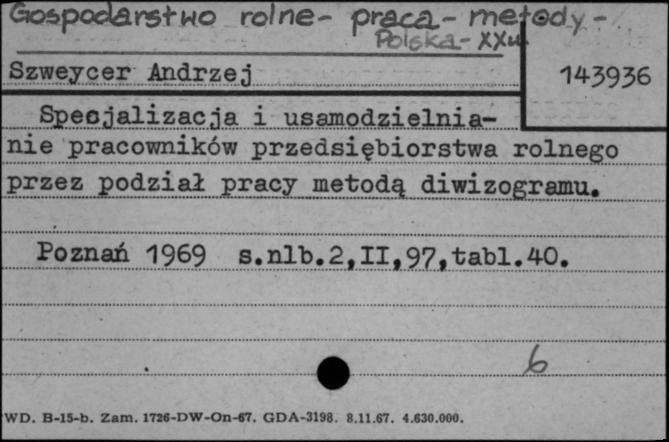 Gospodarstwo rolne - praca - metody -
Polska - XXw.
Szweycer Andrzej
143936
Specjalizacja i usamodzielnia-
nie pracowników przedsiębiorstwa rolnego
przez podział pracy metodą diwizogramu.
Poznań 1969 s.nlb.2,II,97,tabl.40.
6
WD. B-15-b. Zam. 1726-DW-On-67. GDA-3198. 8.11.67. 4.630.000.